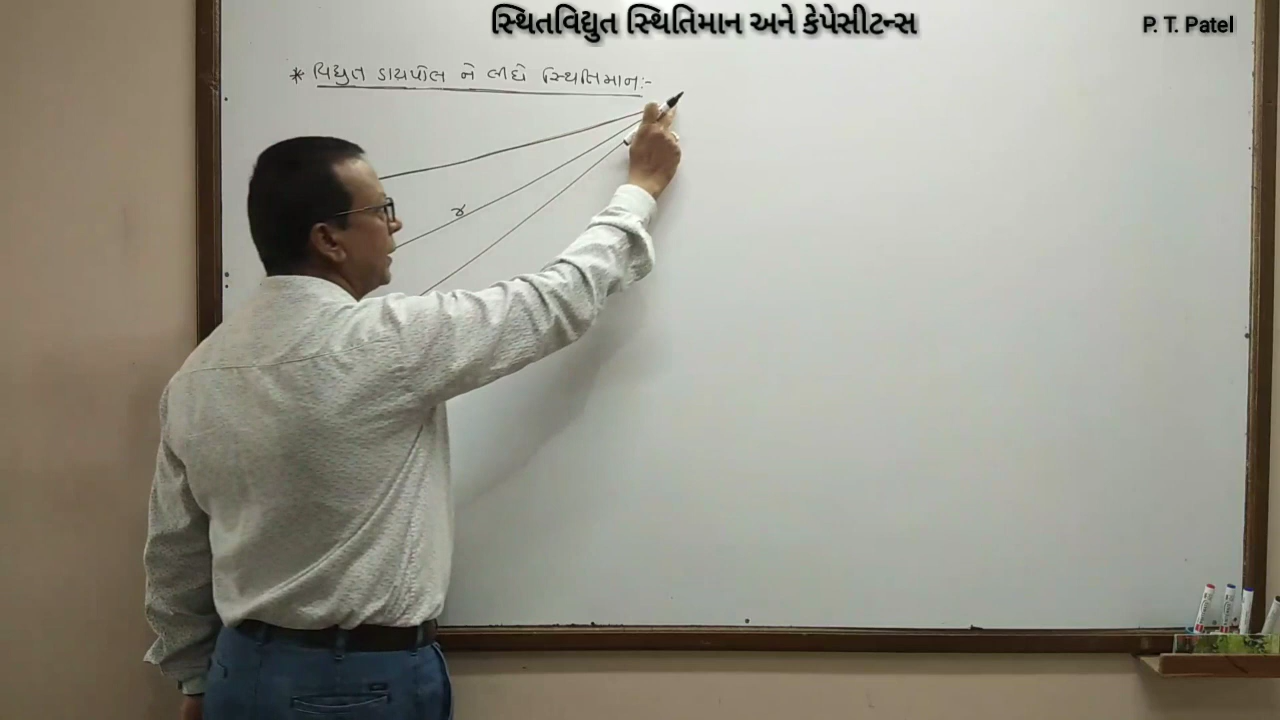 સ્થિતવિદ્યુત સ્થિતિમાન અને કેપેસીટન્સ
P. T. Patel
* વિદ્યુત ડાયપોલ ને લીધે સ્થિતિમાન:-
r